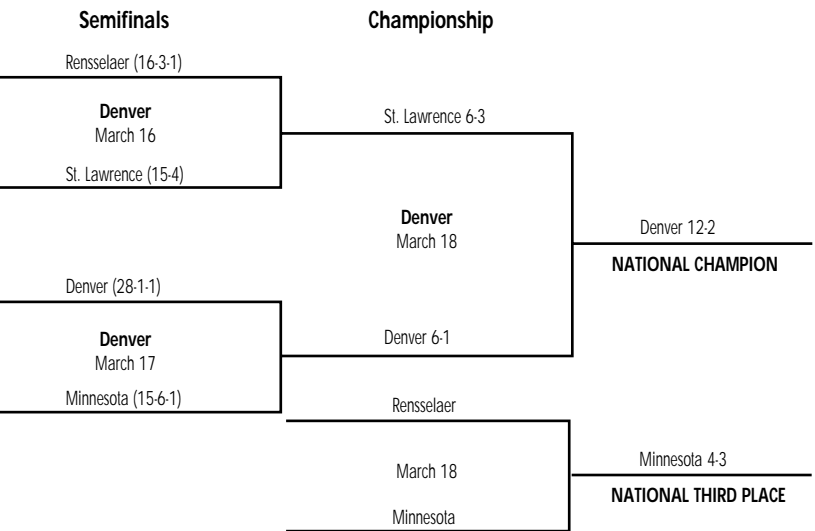 Semifinals
Championship
Rensselaer (16-3-1)
Denver
March 16
St. Lawrence (15-4)
St. Lawrence 6-3
Denver
March 18
Denver 12-2
NATIONAL CHAMPION
Denver (28-1-1)
Denver
March 17
Minnesota (15-6-1)
Denver 6-1
Rensselaer
March 18
Minnesota
Minnesota 4-3
NATIONAL THIRD PLACE